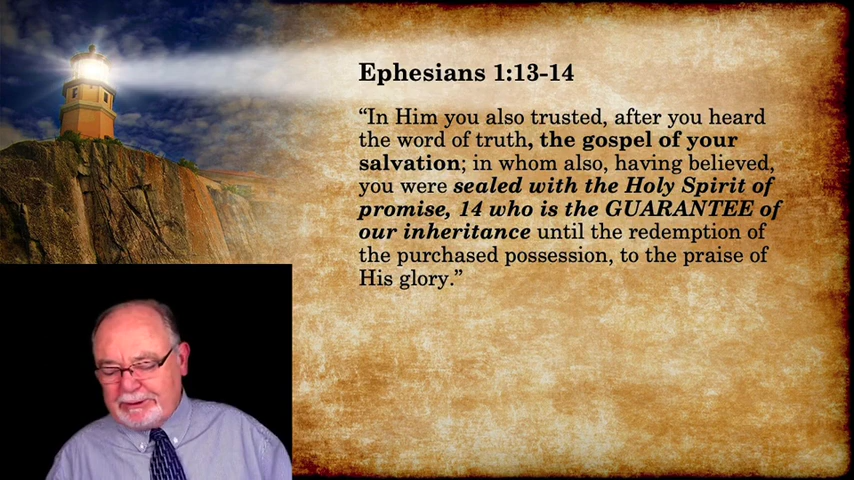 Ephesians 1:13-14
“In Him you also trusted, after you heard
the word of truth, the gospel of your
salvation; in whom also, having believed,
you were sealed with the Holy Spirit of
promise, 14 who is the GUARANTEE of
our inheritance until the redemption of
the purchased possession, to the praise of
His glory.”